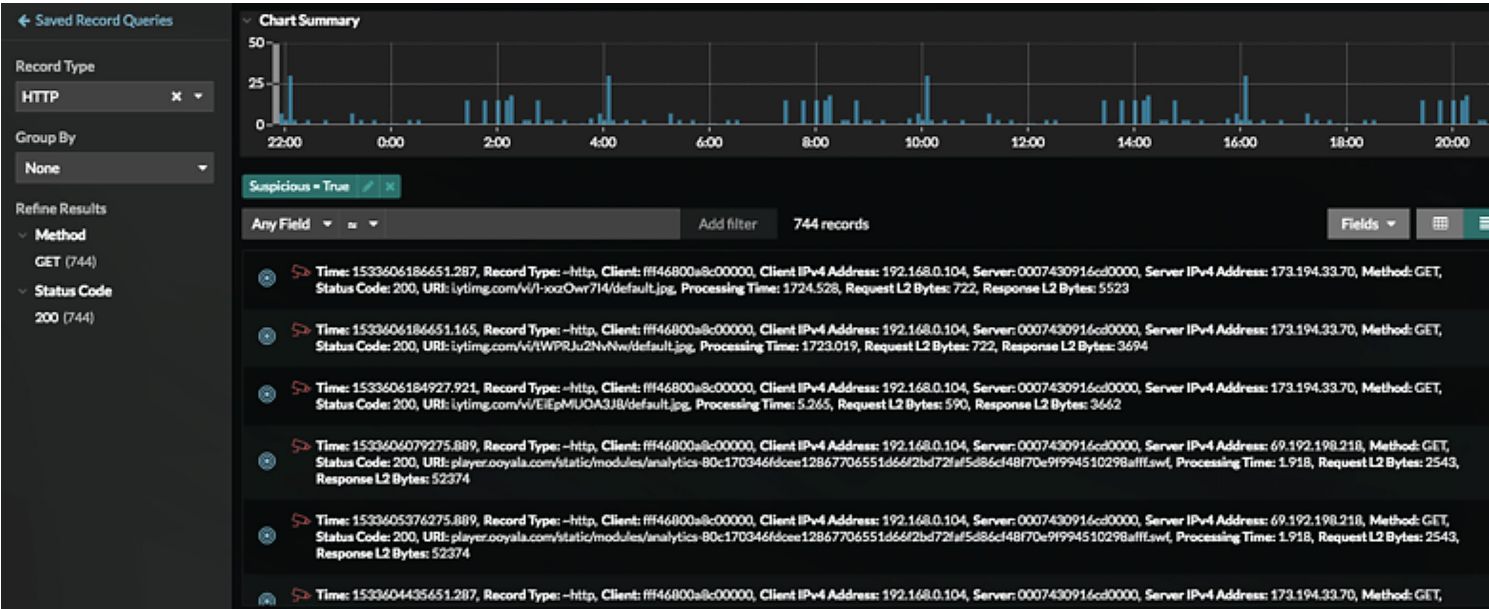 Saved Record Queries
Record Type
HTTP
Group By
None
Refine Results
Method
GET (744)
Status Code
200 (744)
Chart Summary
50
25
0
22:00 0:00 2:00 4:00 6:00 8:00 10:00 12:00 14:00 16:00 18:00 20:00
Suspicious = True
Any Field ≈ Add filter 744 records Fields
Time: 1533606186651.287, Record Type: ~http, Client: fff46800a8c00000, Client IPv4 Address: 192.168.0.104, Server: 0007430916cd0000, Server IPv4 Address: 173.194.33.70, Method: GET,
Status Code: 200, URI: i.ytimg.com/vi/I-xxzOwr7I4/default.jpg, Processing Time: 1724.528, Request L2 Bytes: 722, Response L2 Bytes: 5523
Time: 1533606186651.165, Record Type: ~http, Client: fff46800a8c00000, Client IPv4 Address: 192.168.0.104, Server: 0007430916cd0000, Server IPv4 Address: 173.194.33.70, Method: GET,
Status Code: 200, URI: i.ytimg.com/vi/tWPRJu2NvNw/default.jpg, Processing Time: 1723.019, Request L2 Bytes: 722, Response L2 Bytes: 3694
Time: 1533606184927.921, Record Type: ~http, Client: fff46800a8c00000, Client IPv4 Address: 192.168.0.104, Server: 0007430916cd0000, Server IPv4 Address: 173.194.33.70, Method: GET,
Status Code: 200, URI: i.ytimg.com/vi/EiEpMUOA3J8/default.jpg, Processing Time: 5.265, Request L2 Bytes: 590, Response L2 Bytes: 3662
Time: 1533606079275.889, Record Type: ~http, Client: fff46800a8c00000, Client IPv4 Address: 192.168.0.104, Server: 0007430916cd0000, Server IPv4 Address: 69.192.198.218, Method: GET,
Status Code: 200, URI: Processing Time: 1.918, Request L2 Bytes: 2543,
Response L2 Bytes: 52374
Time: 1533605376275.889, Record Type: ~http, Client: fff46800a8c00000, Client IPv4 Address: 192.168.0.104, Server: 0007430916cd0000, Server IPv4 Address: 69.192.198.218, Method: GET,
Status Code: 200, URI: Processing Time: 1.918, Request L2 Bytes: 2543,
Response L2 Bytes: 52374
Time: 1533604435651.287, Record Type: ~http, Client: fff46800a8c00000, Client IPv4 Address: 192.168.0.104, Server: 0007430916cd0000, Server IPv4 Address: 173.194.33.70, Method: GET,